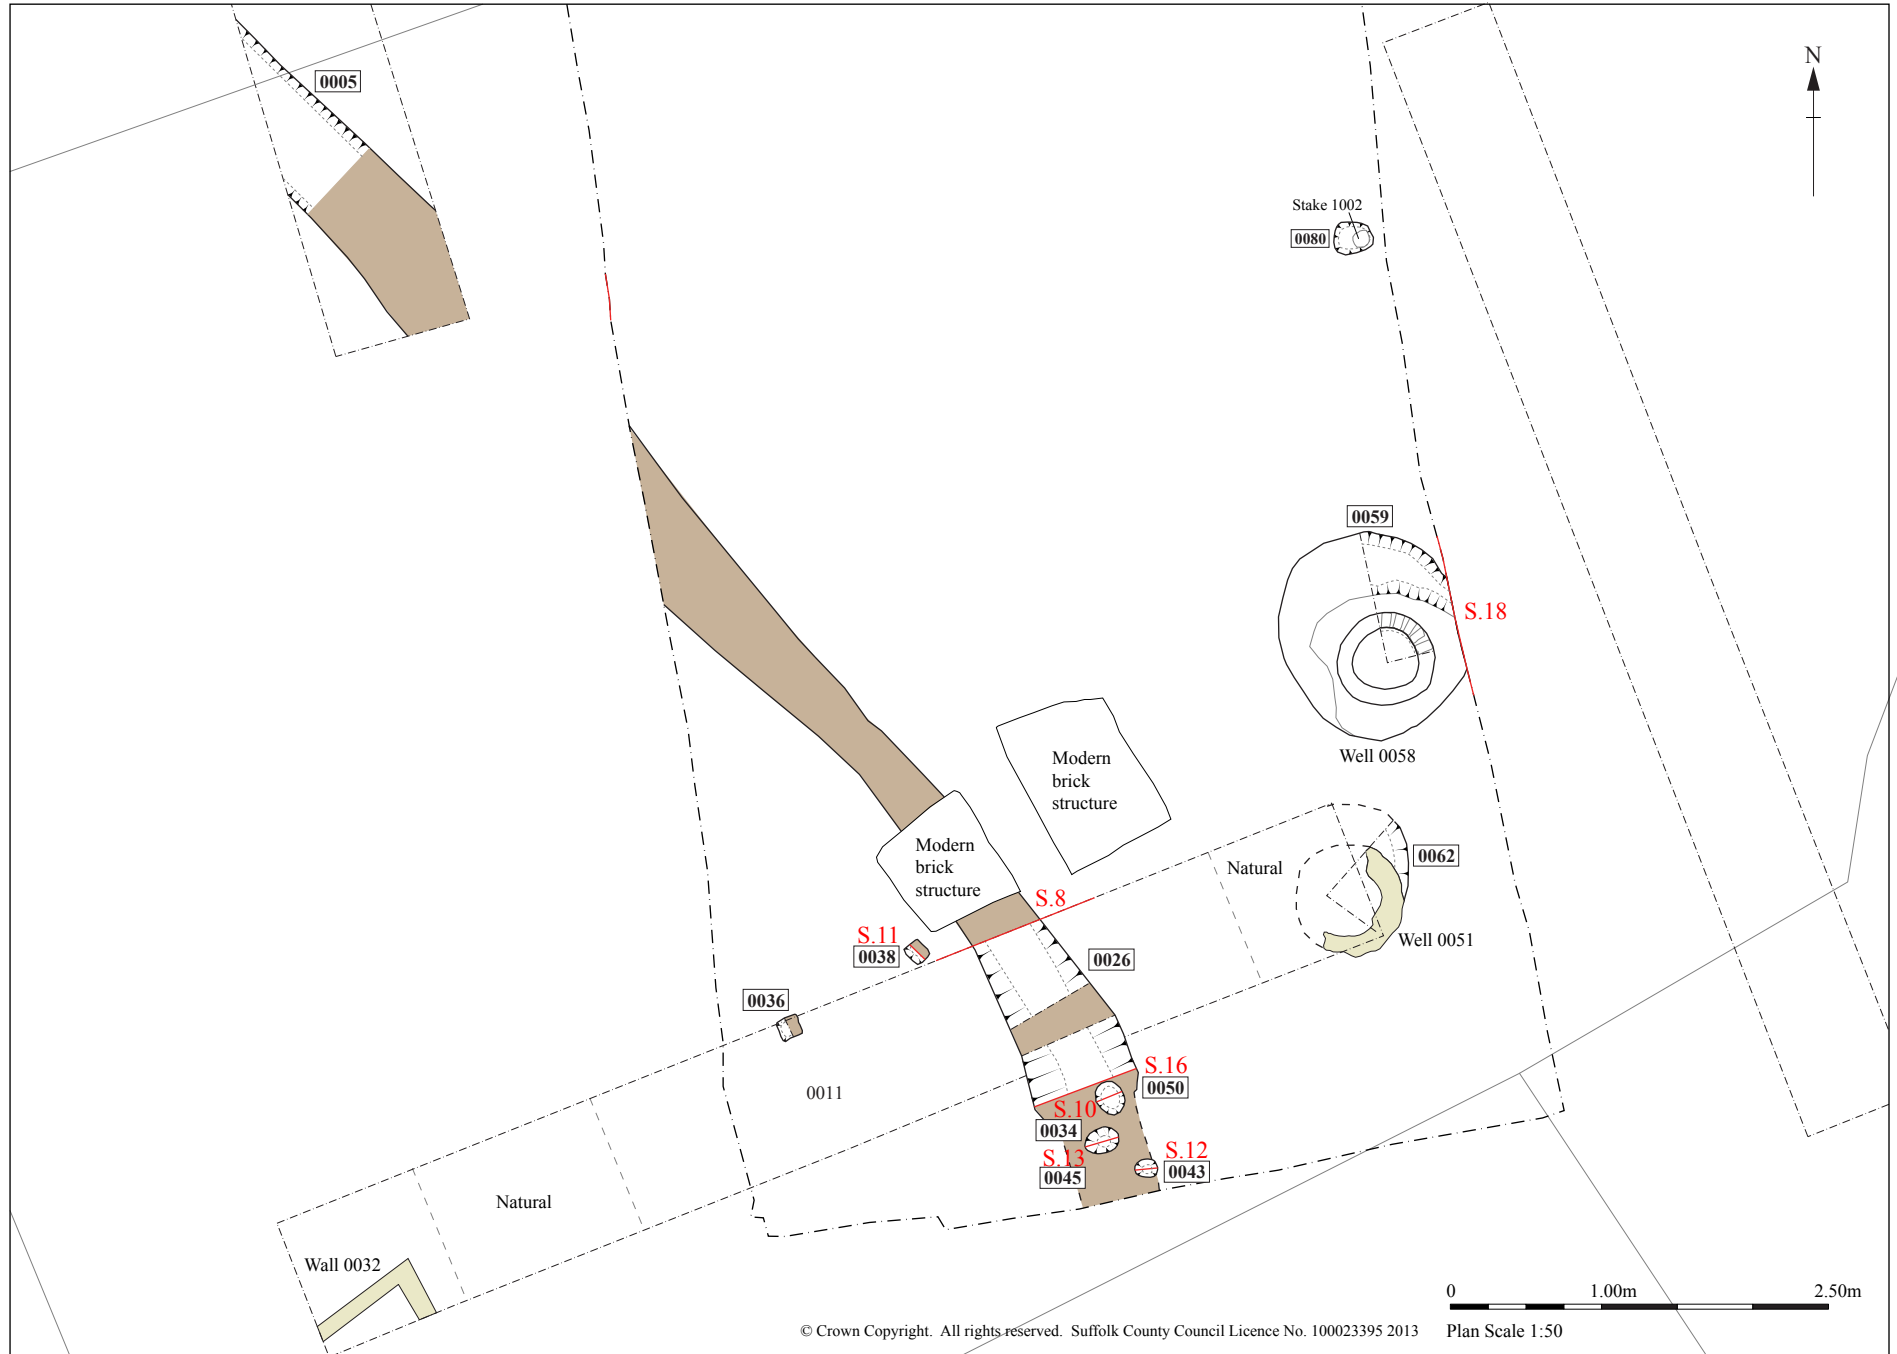 N
0005
Stake 1002
0080
0059
S.18
Well 0058
Modern
brick
structure
Modern
brick
structure
Natural
0062
Well 0051
S.8
S.11
0038
0026
0036
0011
S.16
0050
S.10
0034
S.13
0045
S.12
0043
Natural
Wall 0032
0
1.00m
2.50m
Plan Scale 1:50
© Crown Copyright. All rights reserved. Suffolk County Council Licence No. 100023395 2013